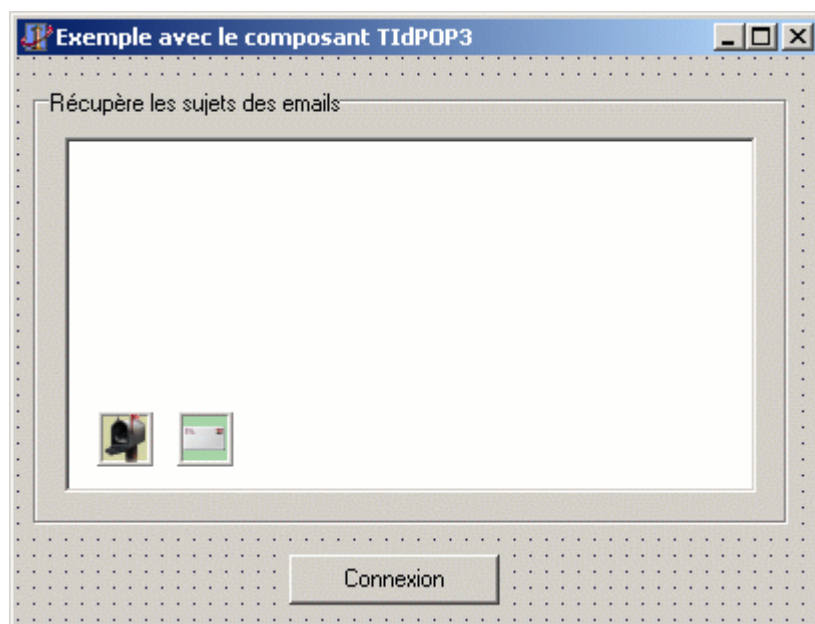 Exemple avec le composant TIdPOP3
Récupère les sujets des emails
Connexion